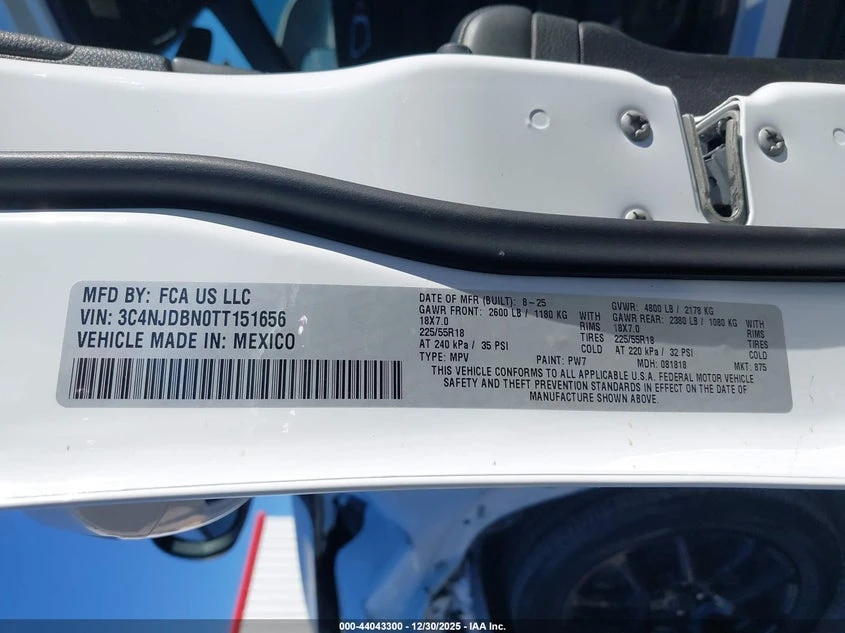 MFD BY: FCA US LLC
VIN: 3C4NJDBN0TT151656
VEHICLE MADE IN: MEXICO
DATE OF MFR (BUILT): 8-25
GAWR FRONT: 2600 LB / 1180 KG WITH
18X7.0 RIMS
225/55R18 TIRES
AT 240 kPa / 35 PSI COLD
TYPE: MPV PAINT: PW7
GVWR: 4800 LB / 2178 KG
GAWR REAR: 2380 LB / 1080 KG WITH
18X7.0 RIMS
225/55R18 TIRES
AT 220 kPa / 32 PSI COLD
MDH: 081818 MKT: 875
THIS VEHICLE CONFORMS TO ALL APPLICABLE U.S.A. FEDERAL MOTOR VEHICLE
SAFETY AND THEFT PREVENTION STANDARDS IN EFFECT ON THE DATE OF
MANUFACTURE SHOWN ABOVE.
000-44043300 - 12/30/2025 - IAA Inc.